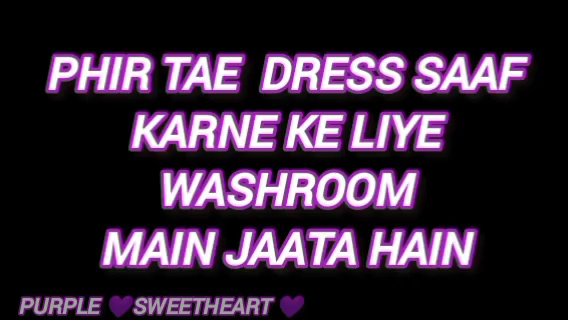 PHIR TAE DRESS SAAF
KARNE KE LIYE
WASHROOM
MAIN JAATA HAIN
PURPLE 💜SWEETHEART 💜